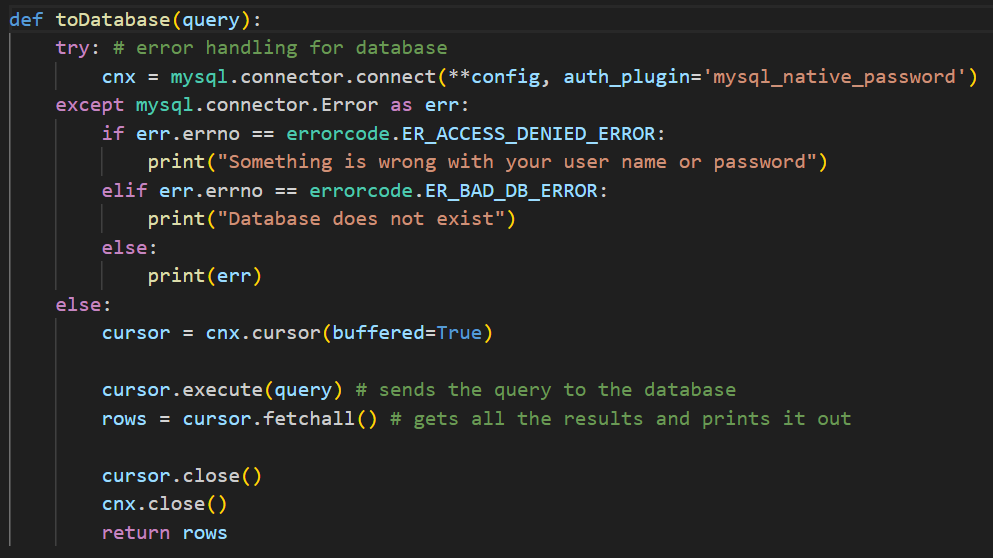 def toDatabase(query):
    try: # error handling for database
        cnx = mysql.connector.connect(**config, auth_plugin='mysql_native_password')
    except mysql.connector.Error as err:
        if err.errno == errorcode.ER_ACCESS_DENIED_ERROR:
            print("Something is wrong with your user name or password")
        elif err.errno == errorcode.ER_BAD_DB_ERROR:
            print("Database does not exist")
        else:
            print(err)
    else:
        cursor = cnx.cursor(buffered=True)

        cursor.execute(query) # sends the query to the database
        rows = cursor.fetchall() # gets all the results and prints it out

        cursor.close()
        cnx.close()
        return rows